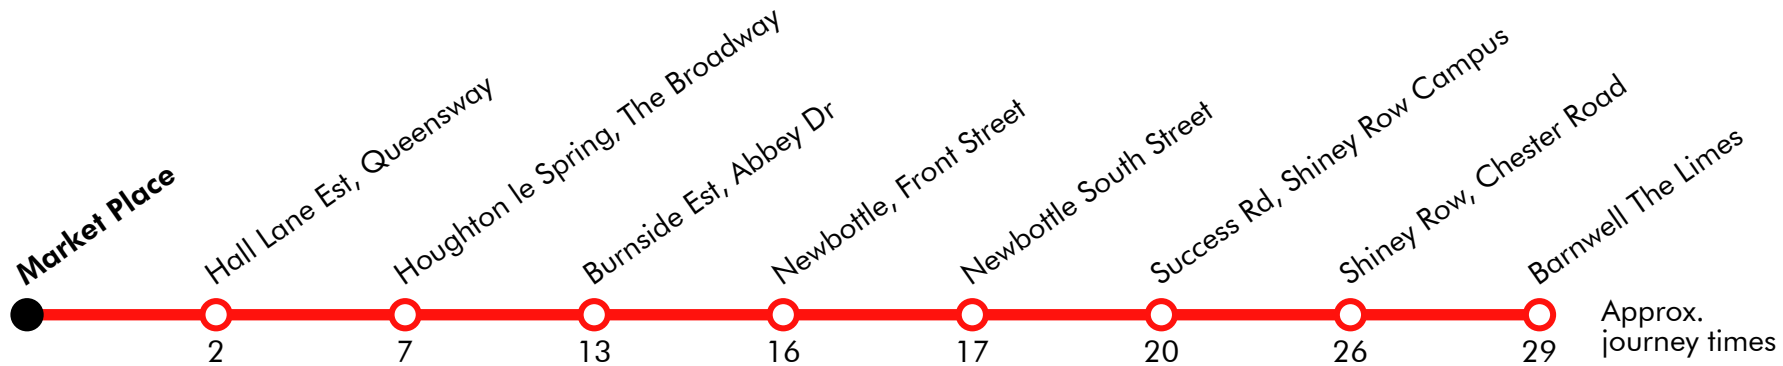 Market Place
Hall Lane Est, Queensway
Houghton le Spring, The Broadway
Burnside Est, Abbey Dr
Newbottle, Front Street
Newbottle South Street
Success Rd, Shiney Row Campus
Shiney Row, Chester Road
Barnwell The Limes
2
7
13
16
17
20
26
29
Approx.
journey times